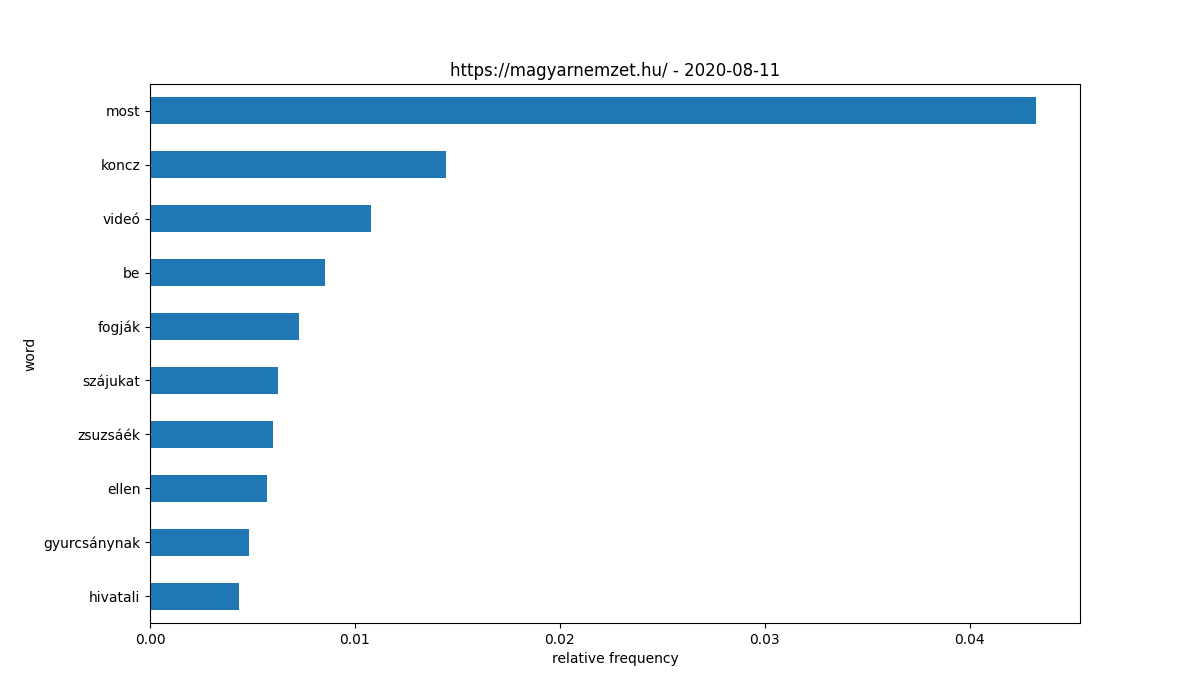 https://magyarnemzet.hu/ - 2020-08-11
most
koncz
videó
be
fogják
szájukat
zsuzsáék
ellen
gyurcsánynak
hivatali
word
0.00 0.01 0.02 0.03 0.04
relative frequency